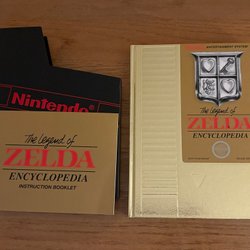 Nintendo®
The Legend of
ZELDA
ENCYCLOPEDIA
INSTRUCTION BOOKLET
ENTERTAINMENT SYSTEM
The Legend of
ZELDA
ENCYCLOPEDIA